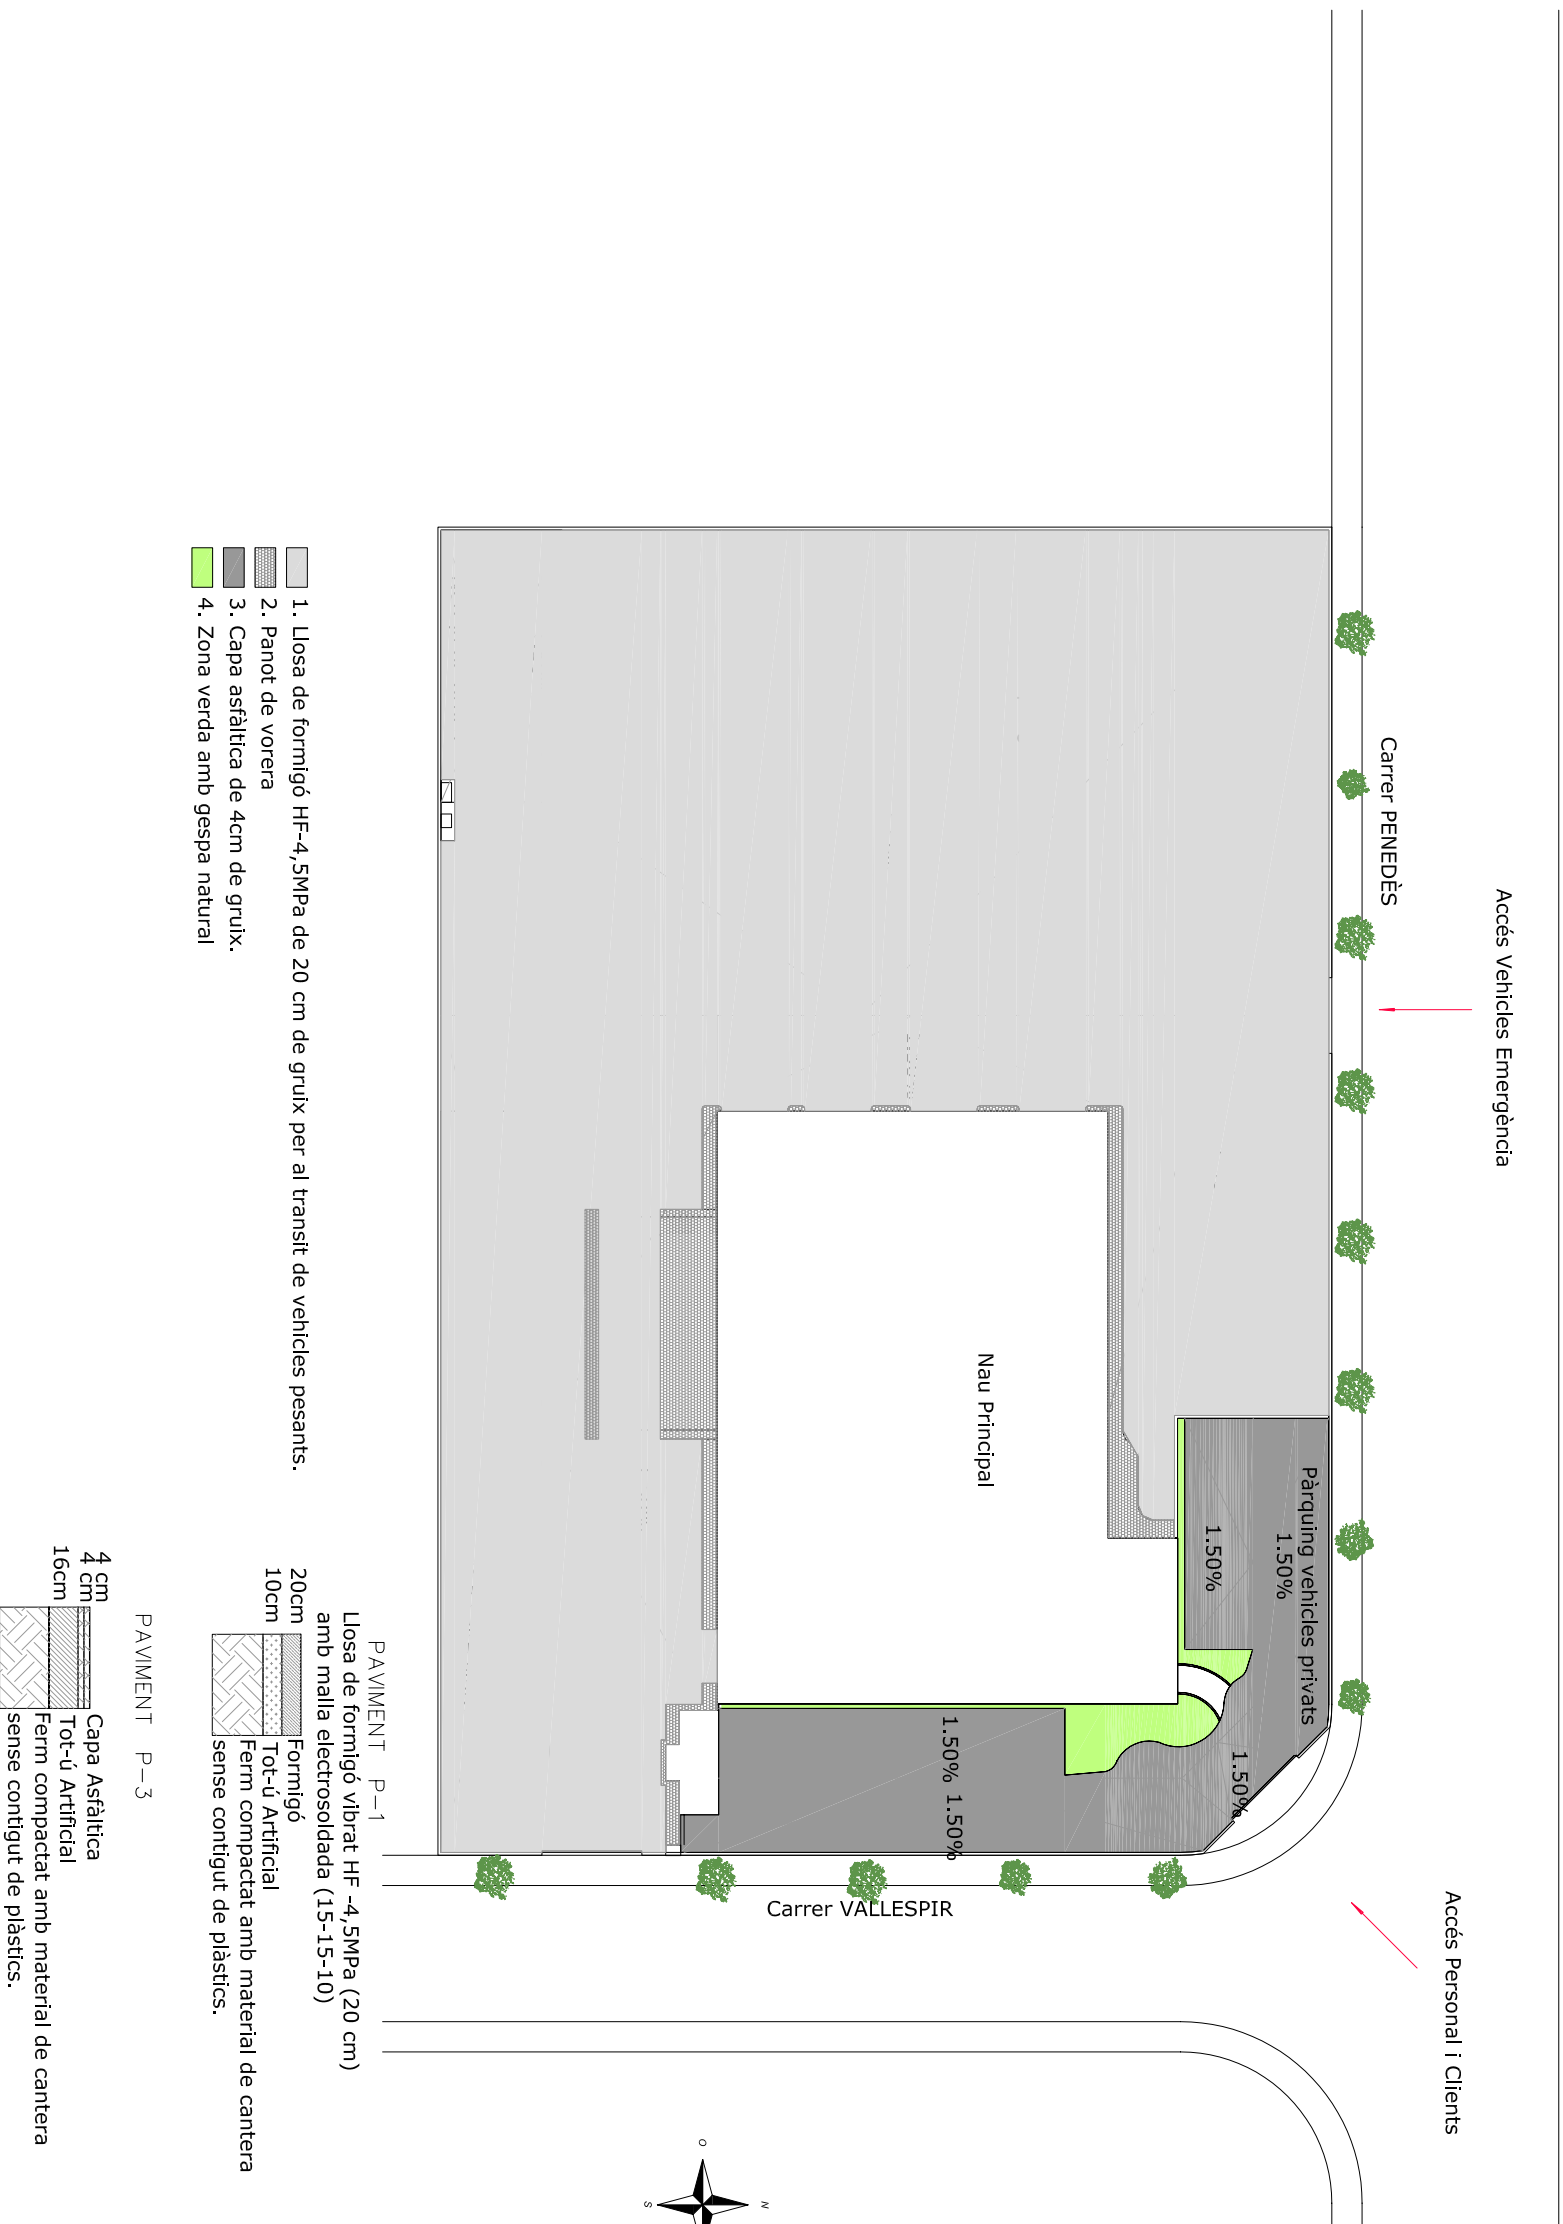 Accés Vehicles Emergència
Accés Personal i Clients
Carrer PENEDÈS
Pàrquing vehicles privats
1.50%
1.50%
1.50%
Nau Principal
1.50% 1.50%
Carrer VALLESPIR
N
O
S
1. Llosa de formigó HF-4,5MPa de 20 cm de gruix per al transit de vehicles pesants.
2. Panot de vorera
3. Capa asfàltica de 4cm de gruix.
4. Zona verda amb gespa natural
PAVIMENT P-1
Llosa de formigó vibrat HF -4,5MPa (20 cm)
amb malla electrosoldada (15-15-10)
20cm Formigó
10cm Tot-ú Artificial
Ferm compactat amb material de cantera
sense contigut de plàstics.
PAVIMENT P-3
4 cm
4 cm Capa Asfàltica
16cm Tot-ú Artificial
Ferm compactat amb material de cantera
sense contigut de plàstics.